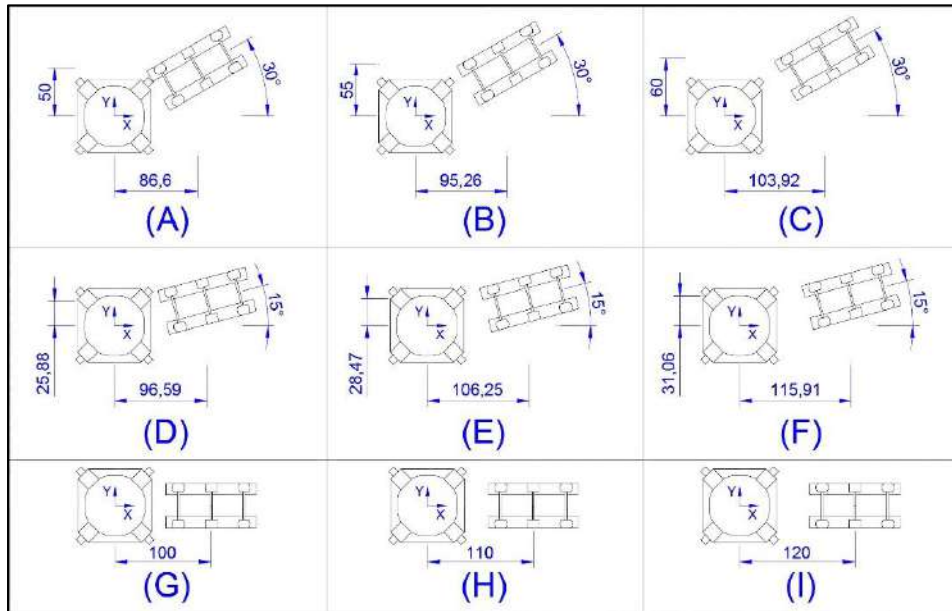 50
Y
X
30°
86,6
(A)
55
Y
X
30°
95,26
(B)
60
Y
X
30°
103,92
(C)
25,88
Y
X
15°
96,59
(D)
28,47
Y
X
15°
106,25
(E)
31,06
Y
X
15°
115,91
(F)
Y
X
100
(G)
Y
X
110
(H)
Y
X
120
(I)